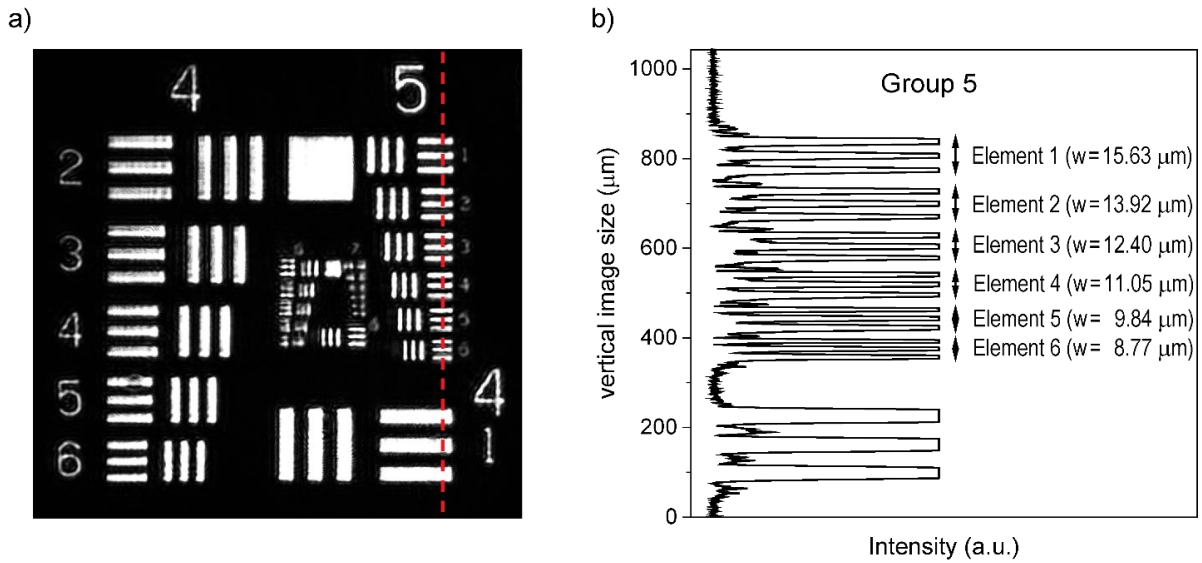 a)
4 5
2
3
4
5
6
1
2
3
4
5
6
4
1
b)
Group 5
1000
800
600
400
200
0
vertical image size (μm)
Intensity (a.u.)
Element 1 (w= 15.63 μm)
Element 2 (w= 13.92 μm)
Element 3 (w= 12.40 μm)
Element 4 (w= 11.05 μm)
Element 5 (w= 9.84 μm)
Element 6 (w= 8.77 μm)